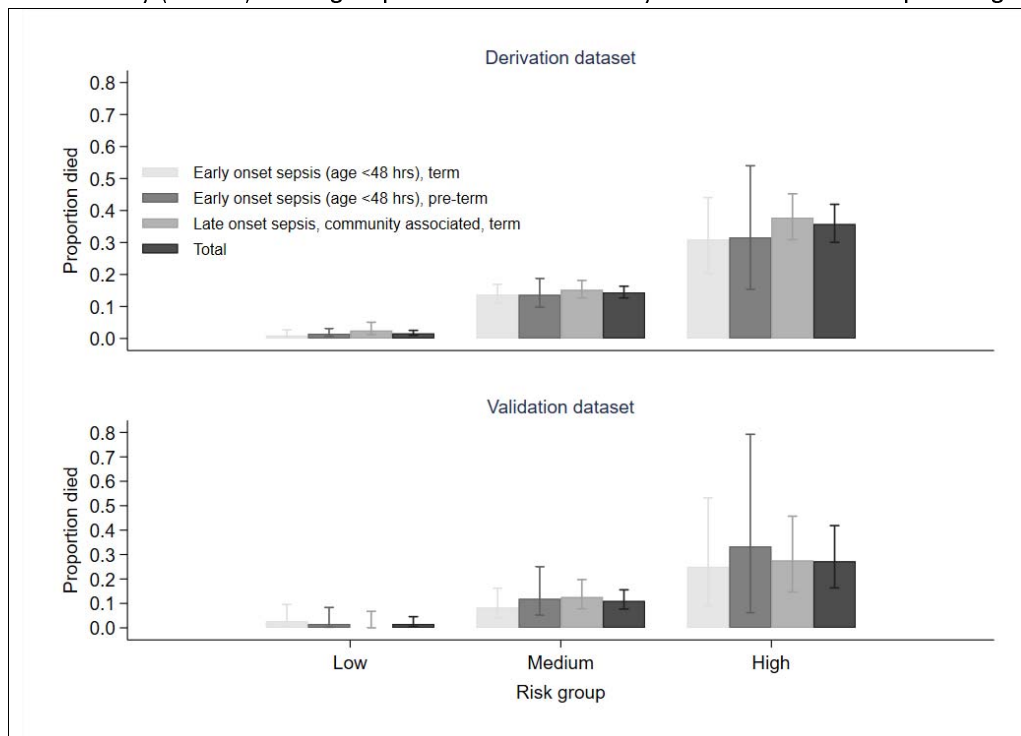 Derivation dataset
Proportion died
0.8
0.7
0.6
0.5
0.4
0.3
0.2
0.1
0.0
Early onset sepsis (age <48 hrs), term
Early onset sepsis (age <48 hrs), pre-term
Late onset sepsis, community associated, term
Total
Validation dataset
Proportion died
0.8
0.7
0.6
0.5
0.4
0.3
0.2
0.1
0.0
Low Medium High
Risk group